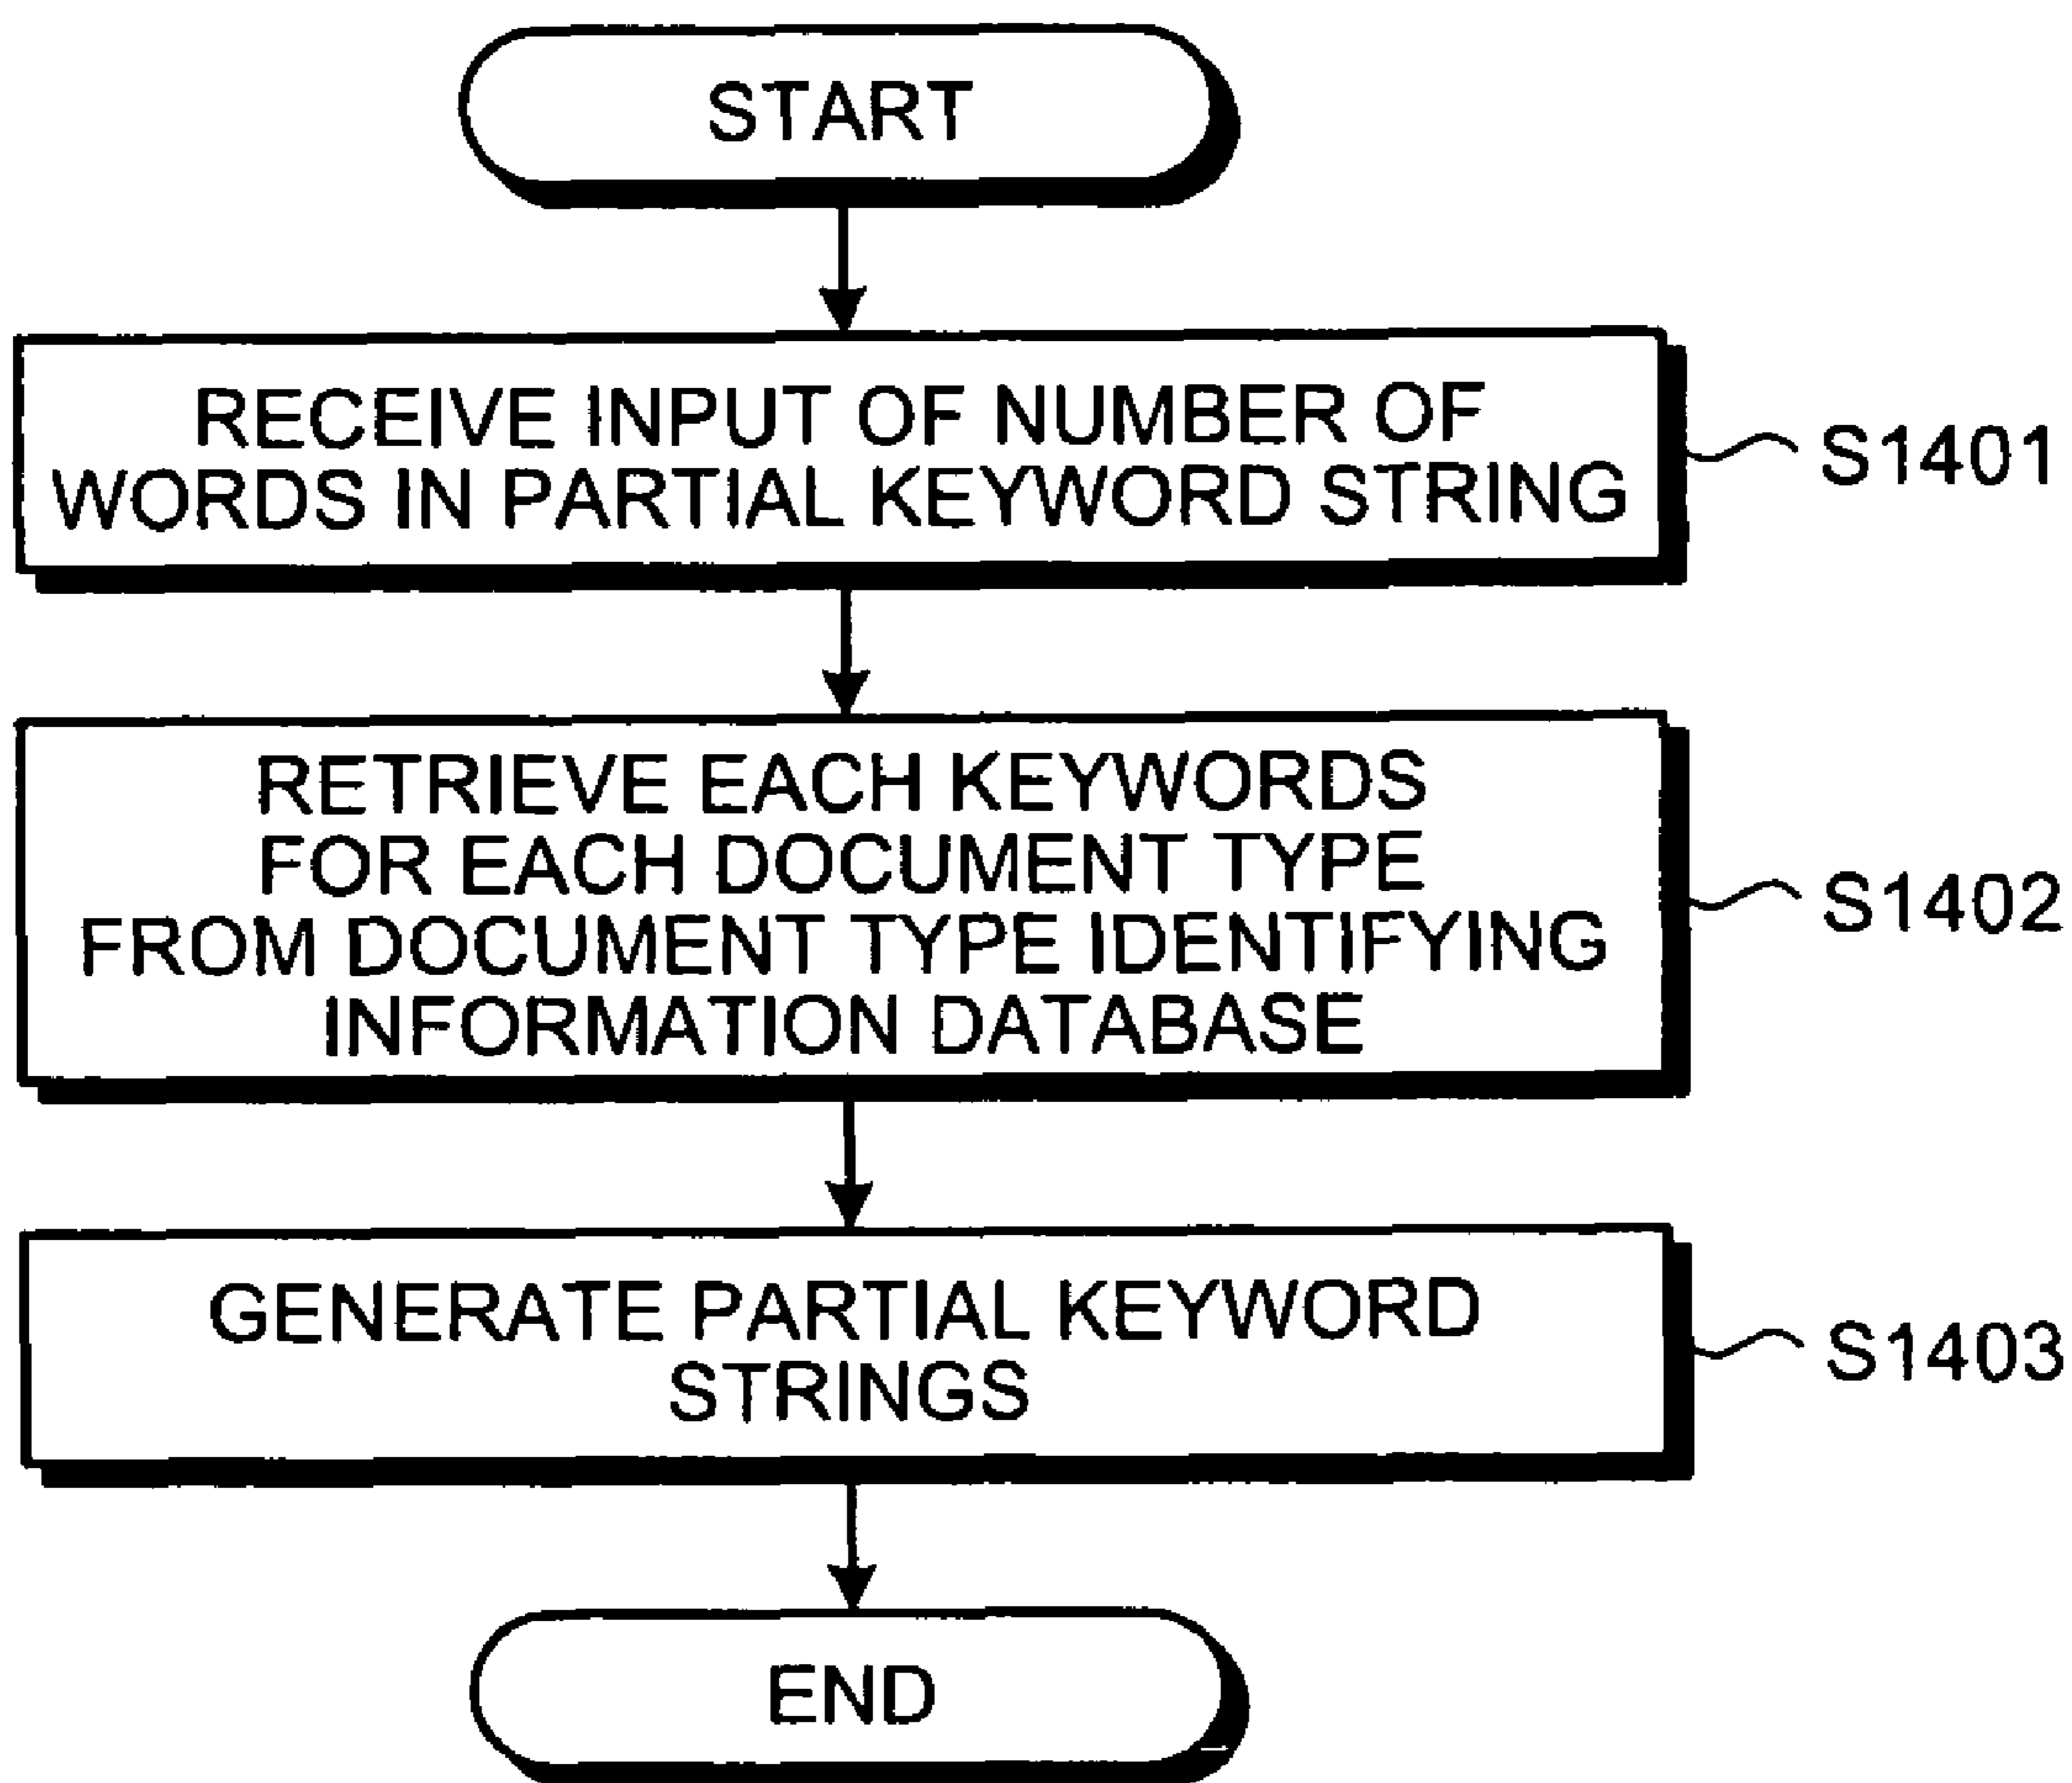 START
RECEIVE INPUT OF NUMBER OF
WORDS IN PARTIAL KEYWORD STRING
S1401
RETRIEVE EACH KEYWORDS
FOR EACH DOCUMENT TYPE
FROM DOCUMENT TYPE IDENTIFYING
INFORMATION DATABASE
S1402
GENERATE PARTIAL KEYWORD
STRINGS
S1403
END